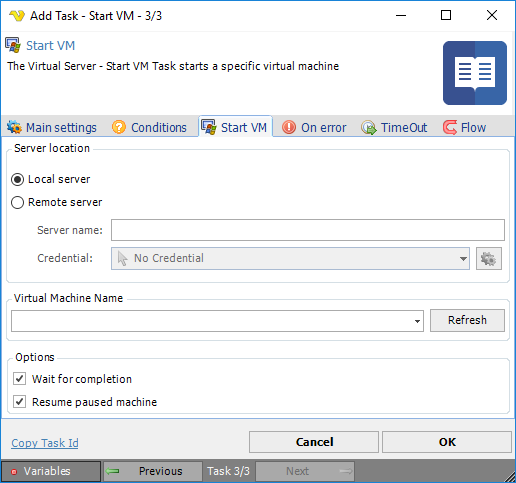 Add Task - Start VM - 3/3
Start VM
The Virtual Server - Start VM Task starts a specific virtual machine
Main settings Conditions Start VM On error TimeOut Flow
Server location
Local server
Remote server
Server name:
Credential: No Credential
Virtual Machine Name
Refresh
Options
Wait for completion
Resume paused machine
Copy Task Id Cancel OK
Variables Previous Task 3/3 Next